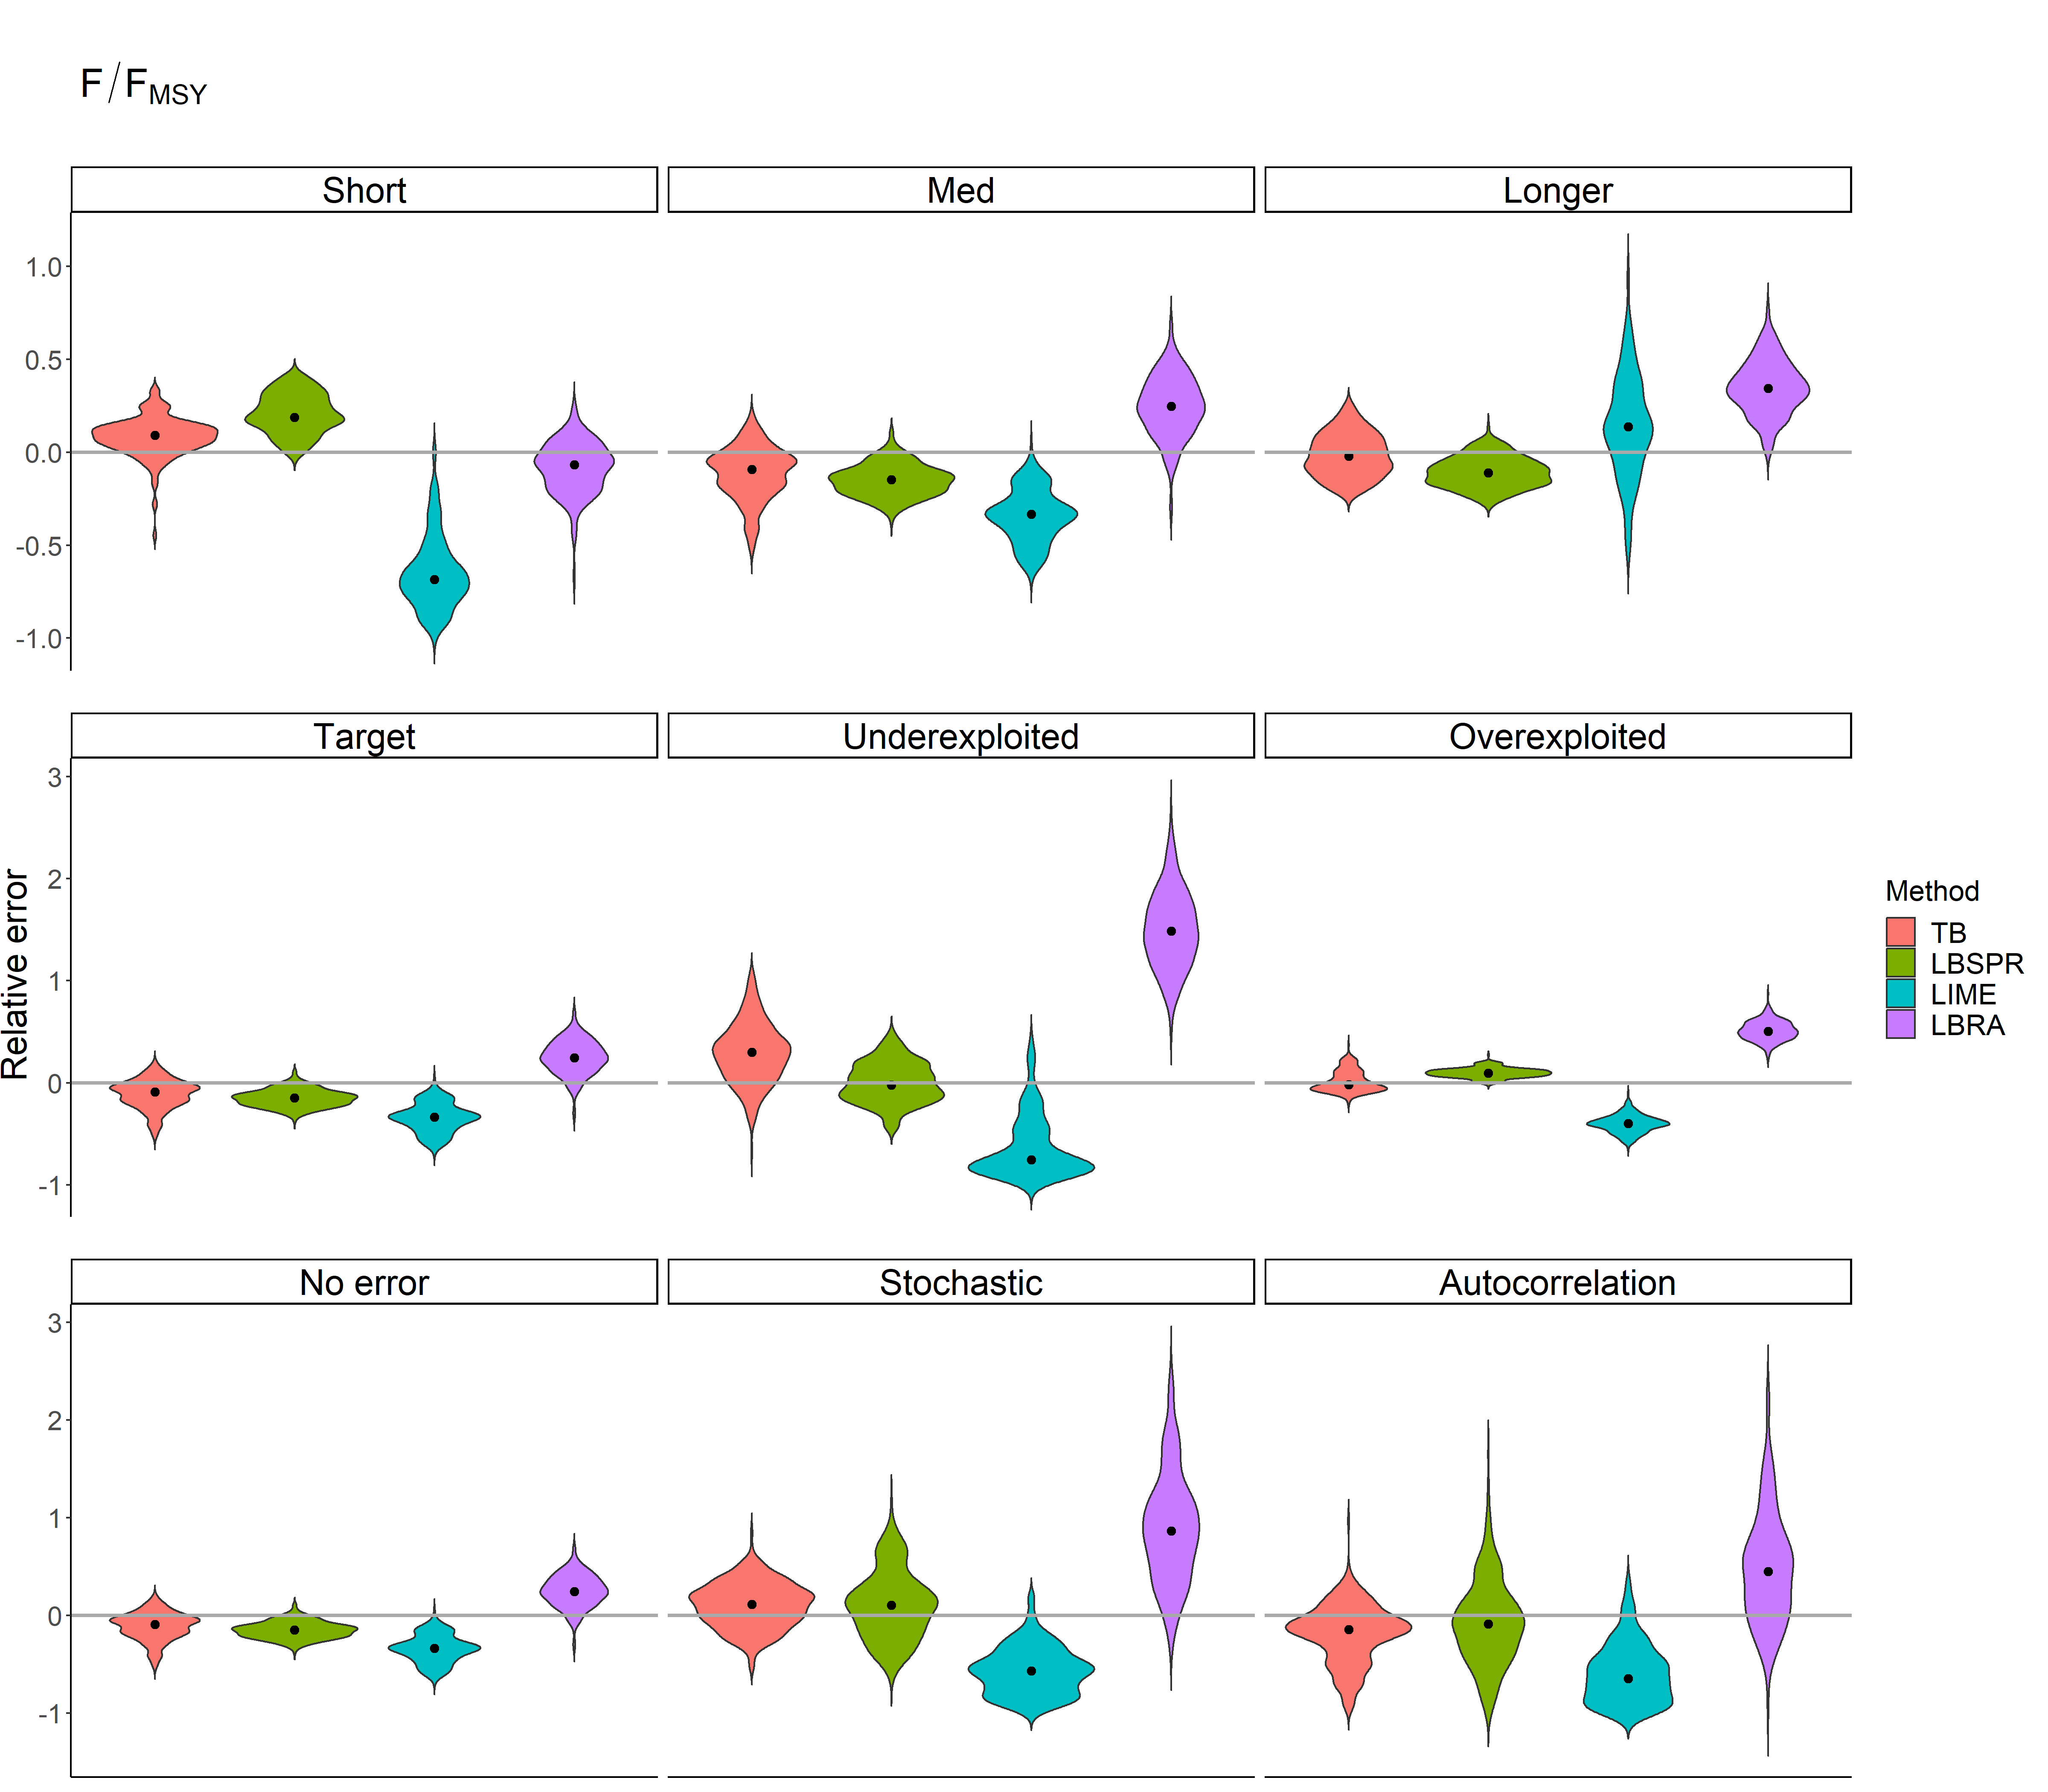 F/FMSY
Short Med Longer
1.0
0.5
0.0
-0.5
-1.0
Target Underexploited Overexploited
3
2
1
0
-1
Relative error
Method
TB
LBSPR
LIME
LBRA
No error Stochastic Autocorrelation
3
2
1
0
-1